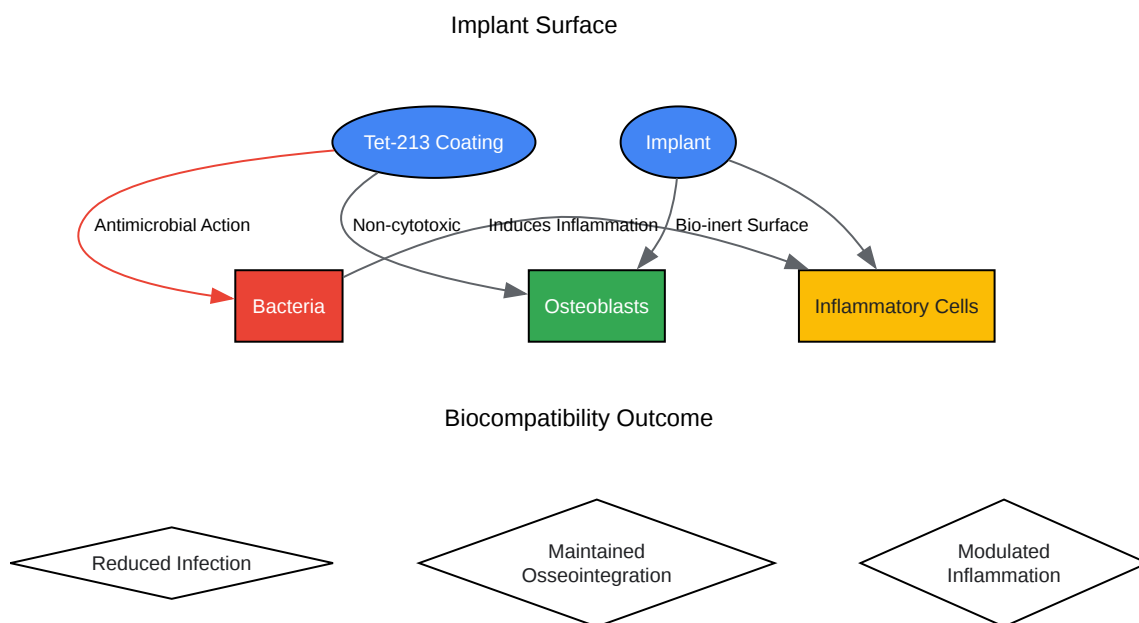 Implant Surface
Tet-213 Coating
Implant
Antimicrobial Action
Non-cytotoxic
Induces Inflammation
Bio-inert Surface
Bacteria
Osteoblasts
Inflammatory Cells
Biocompatibility Outcome
Reduced Infection
Maintained
Osseointegration
Modulated
Inflammation